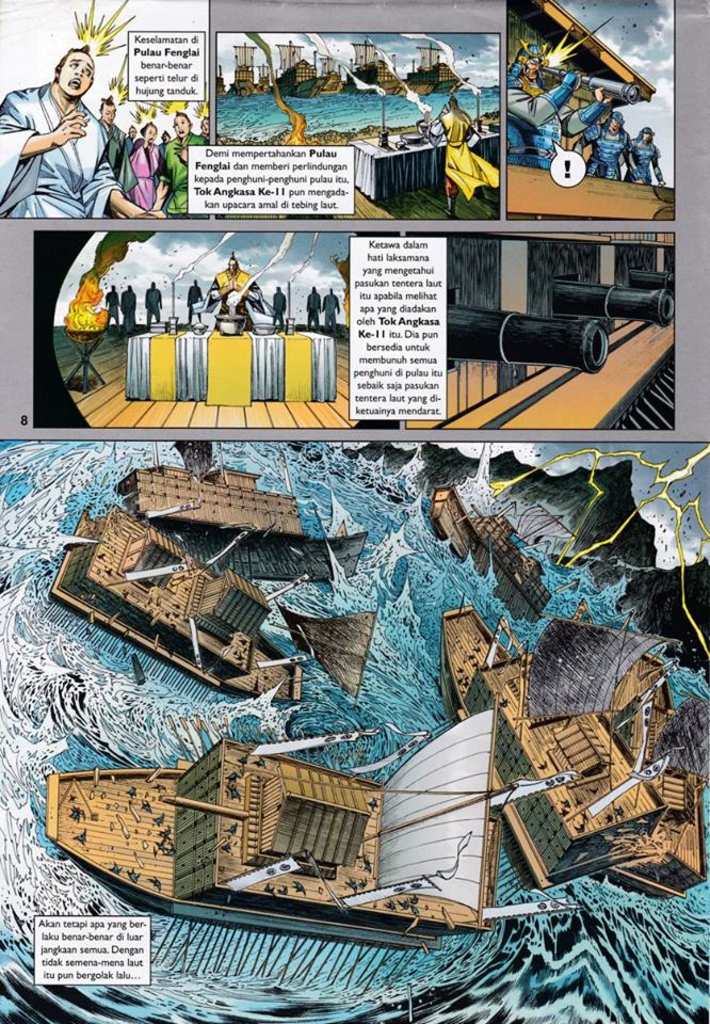 Keselamatan di
Pulau Fenglai
benar-benar
seperti telur di
hujung tanduk.
Demi mempertahankan Pulau
Fenglai dan memberi perlindungan
kepada penghuni-penghuni pulau itu,
Tok Angkasa Ke-11 pun mengada-
kan upacara amal di tebing laut.
!
Ketawa dalam
hati laksamana
yang mengetahui
pasukan tentera laut
itu apabila melihat
apa yang diadakan
oleh Tok Angkasa
Ke-11 itu. Dia pun
bersedia untuk
membunuh semua
penghuni di pulau itu
sebaik saja pasukan
tentera laut yang di-
ketuainya mendarat.
8
Akan tetapi apa yang ber-
laku benar-benar di luar
jangkaan semua. Dengan
tidak semena-mena laut
itu pun bergolak lalu...